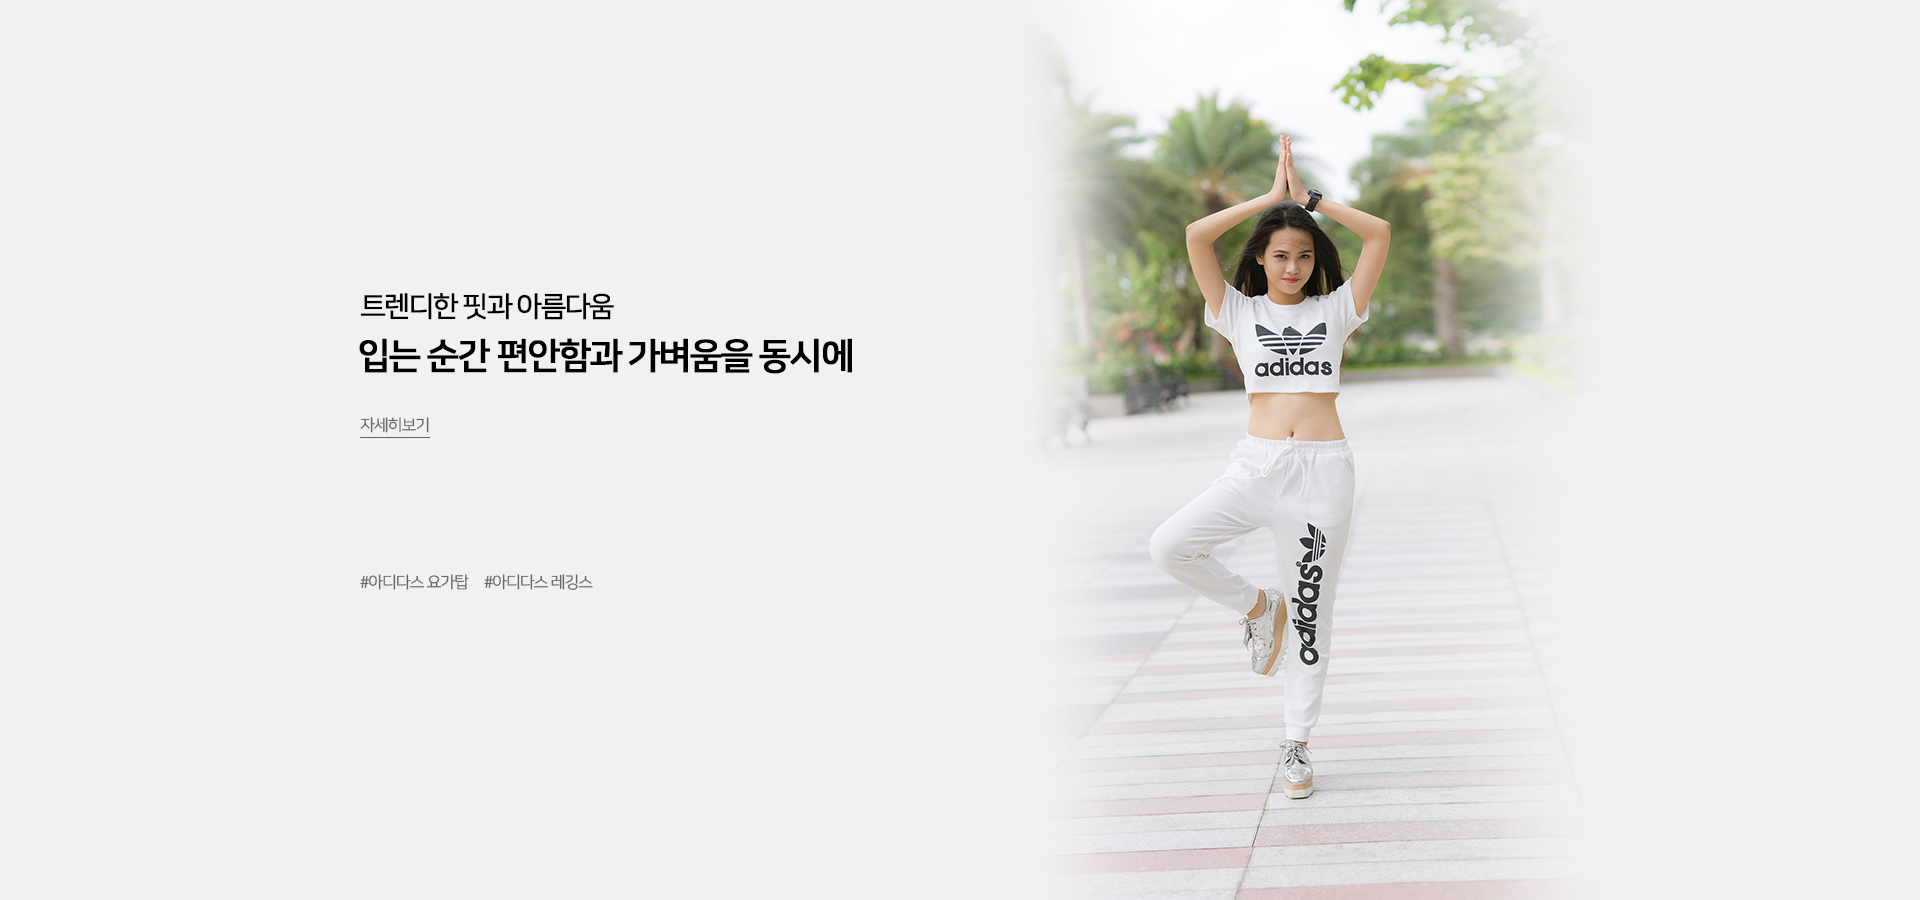 트렌디한 핏과 아름다움
입는 순간 편안함과 가벼움을 동시에
자세히보기
#아디다스 요가탑 #아디다스 레깅스
adidas
adidas